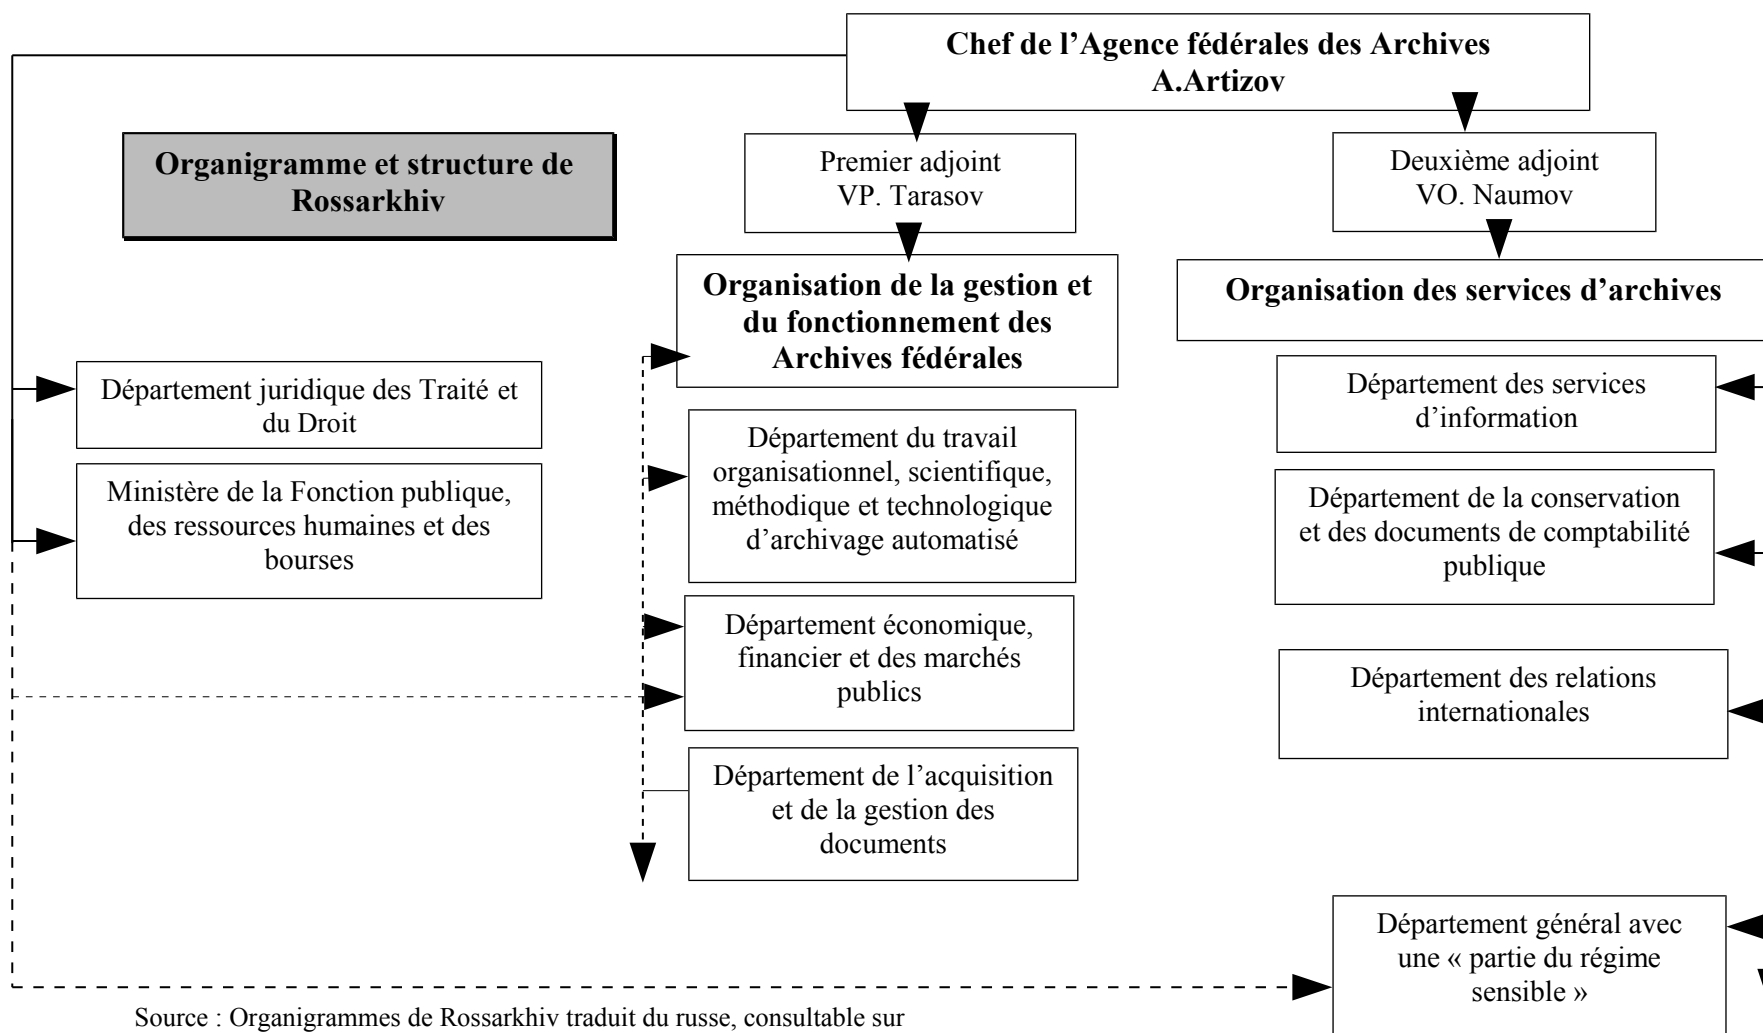 Chef de l’Agence fédérales des Archives
A.Artizov
Organigramme et structure de
Rossarkhiv
Premier adjoint
VP. Tarasov
Deuxième adjoint
VO. Naumov
Organisation de la gestion et
du fonctionnement des
Archives fédérales
Organisation des services d’archives
Département juridique des Traité et
du Droit
Ministère de la Fonction publique,
des ressources humaines et des
bourses
Département du travail
organisationnel, scientifique,
méthodique et technologique
d’archivage automatisé
Département économique,
financier et des marchés
publics
Département de l’acquisition
et de la gestion des
documents
Département des services
d’information
Département de la conservation
et des documents de comptabilité
publique
Département des relations
internationales
Département général avec
une « partie du régime
sensible »
Source : Organigrammes de Rossarkhiv traduit du russe, consultable sur